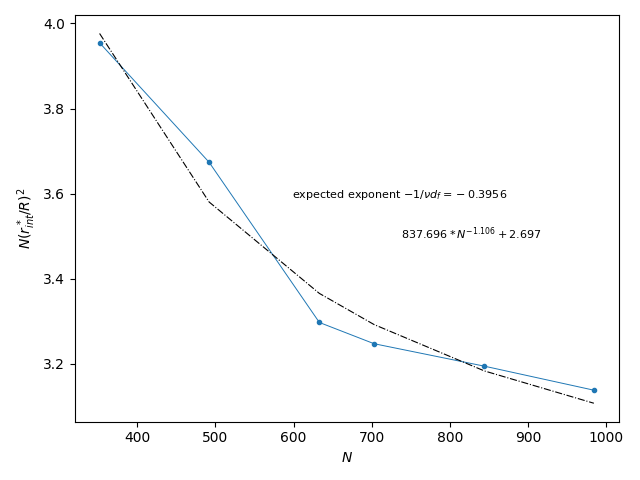 4.0
3.8
3.6
3.4
3.2
N(r*_int/R)²
expected exponent −1/νd_f = − 0.3956
837.696 * N^−1.106 + 2.697
400 500 600 700 800 900 1000
N